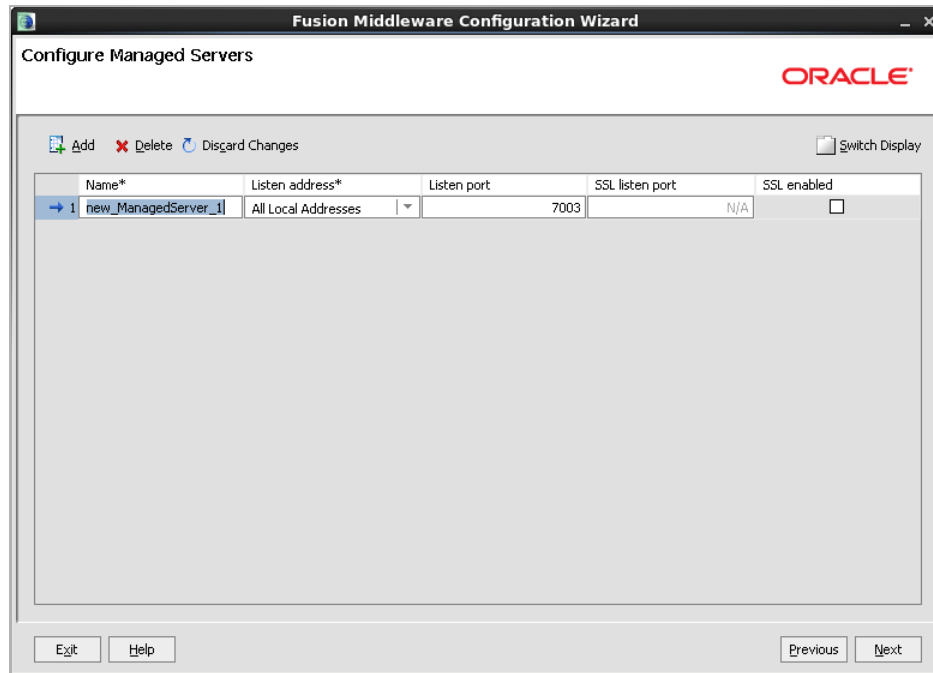 Fusion Middleware Configuration Wizard
Configure Managed Servers
ORACLE
Add Delete Discard Changes Switch Display
Name* Listen address* Listen port SSL listen port SSL enabled
1 new_ManagedServer_1 All Local Addresses 7003 N/A
Exit Help Previous Next